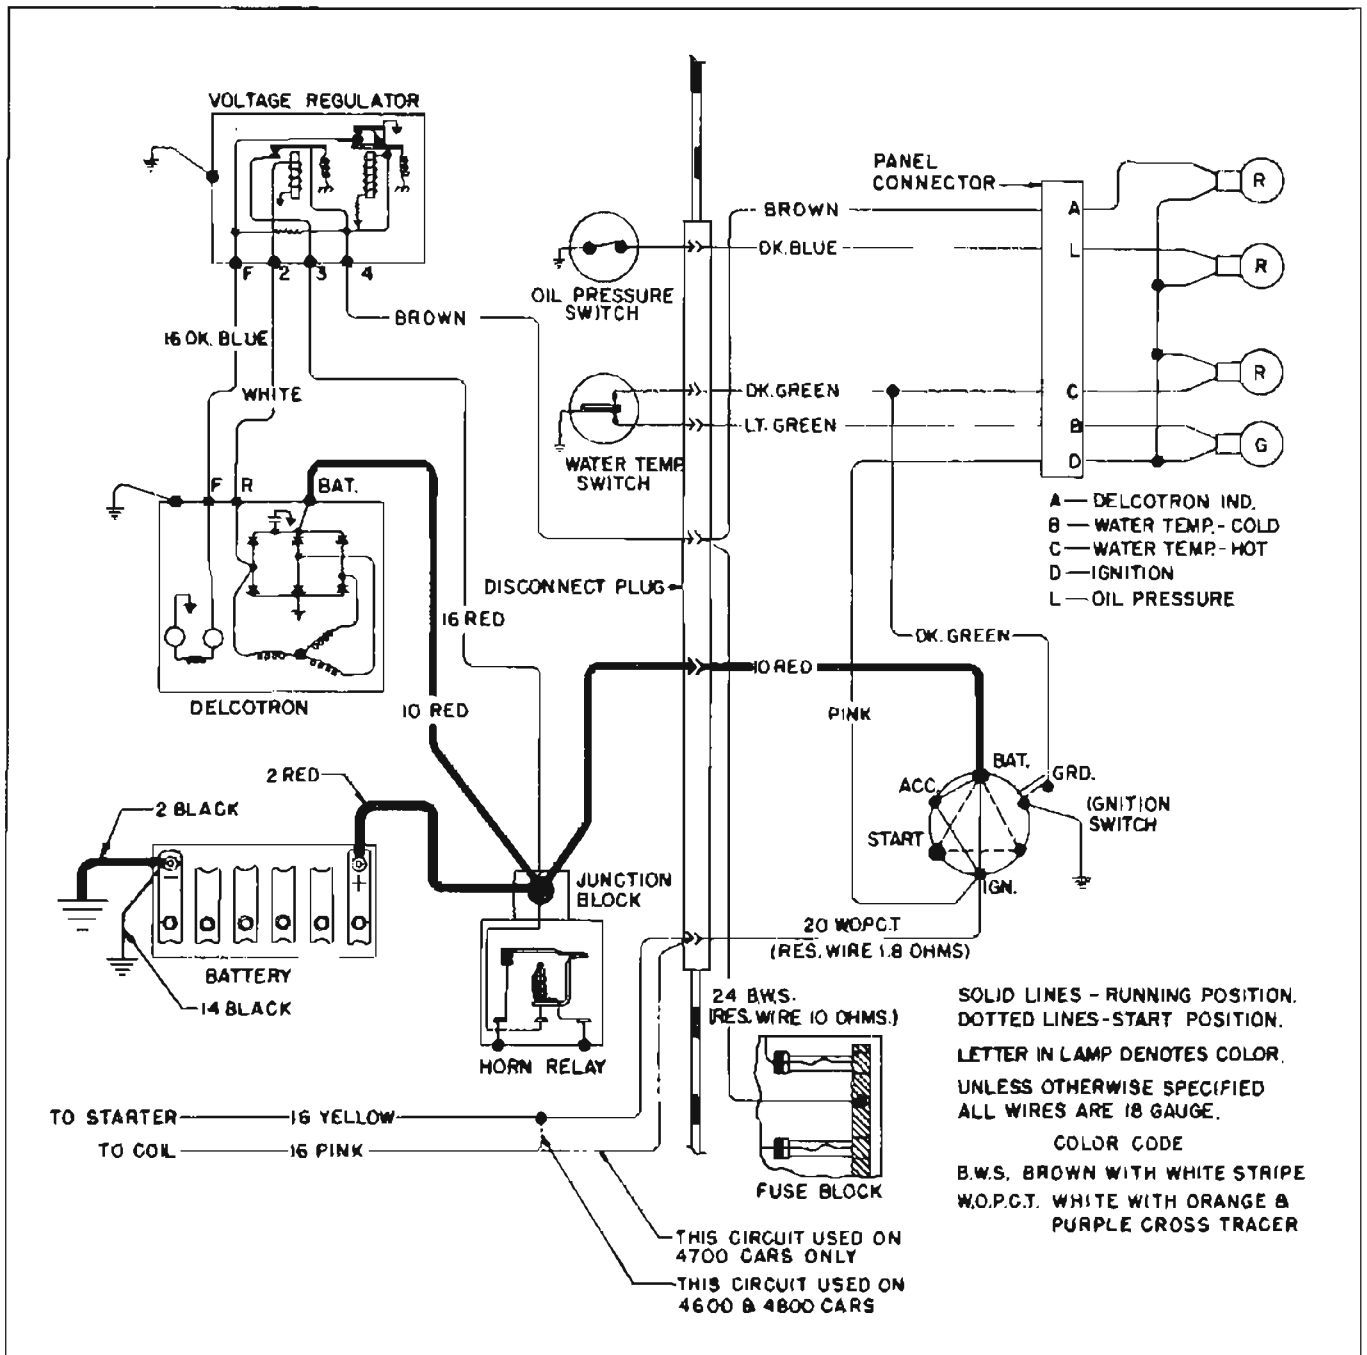 VOLTAGE REGULATOR
F 2 3 4
16 DK. BLUE
WHITE
BROWN
F R BAT.
DELCOTRON
16 RED
10 RED
2 RED
2 BLACK
- +
BATTERY
14 BLACK
OIL PRESSURE
SWITCH
WATER TEMP.
SWITCH
DISCONNECT PLUG
BROWN
DK. BLUE
DK. GREEN
LT. GREEN
PANEL
CONNECTOR
A
L
C
B
D
R
R
R
G
A — DELCOTRON IND.
B — WATER TEMP.- COLD
C — WATER TEMP.- HOT
D — IGNITION
L — OIL PRESSURE
DK. GREEN
10 RED
PINK
BAT.
GRD.
ACC.
IGNITION
SWITCH
START
IGN.
JUNCTION
BLOCK
HORN RELAY
20 W.O.P.C.T
(RES. WIRE 1.8 OHMS)
24 B.W.S.
(RES. WIRE 10 OHMS.)
FUSE BLOCK
TO STARTER
16 YELLOW
TO COIL
16 PINK
THIS CIRCUIT USED ON
4700 CARS ONLY
THIS CIRCUIT USED ON
4600 & 4800 CARS
SOLID LINES - RUNNING POSITION.
DOTTED LINES - START POSITION.
LETTER IN LAMP DENOTES COLOR.
UNLESS OTHERWISE SPECIFIED
ALL WIRES ARE 18 GAUGE.
COLOR CODE
B.W.S. BROWN WITH WHITE STRIPE
W.O.P.C.T. WHITE WITH ORANGE &
PURPLE CROSS TRACER